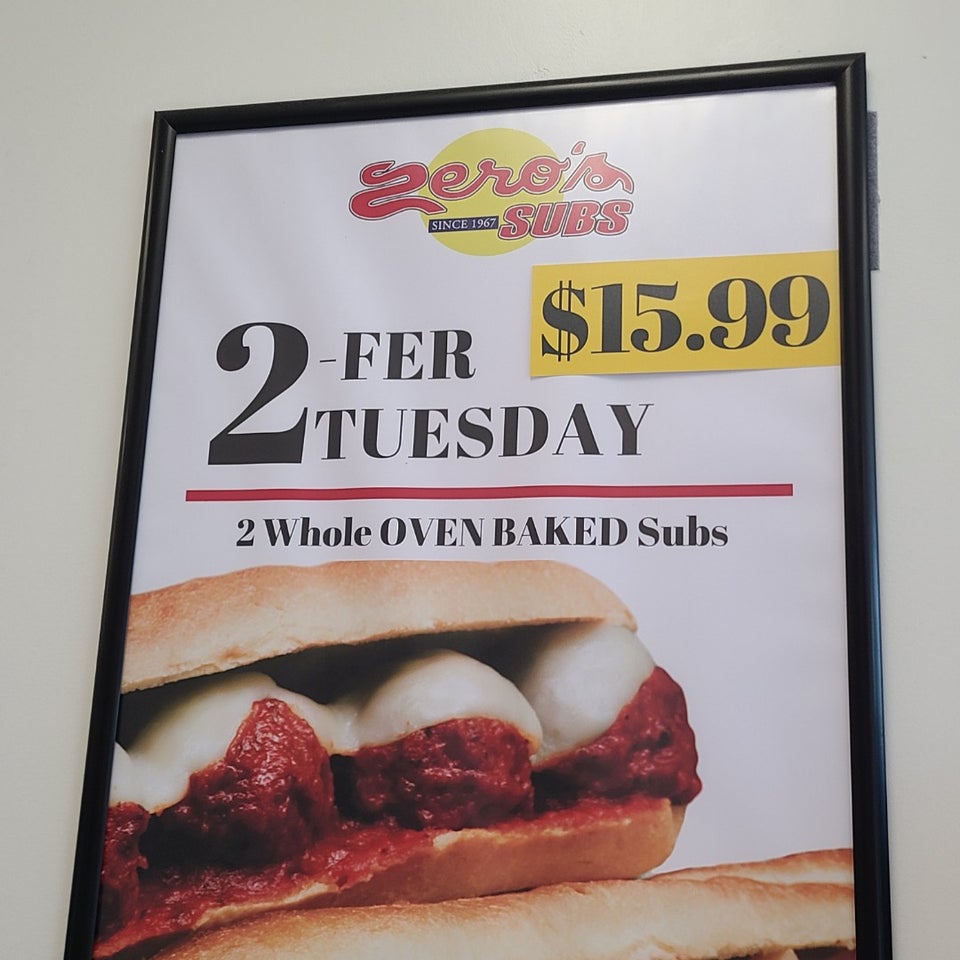 Zero's
SINCE 1967 SUBS
$15.99
2-FER
TUESDAY
2 Whole OVEN BAKED Subs